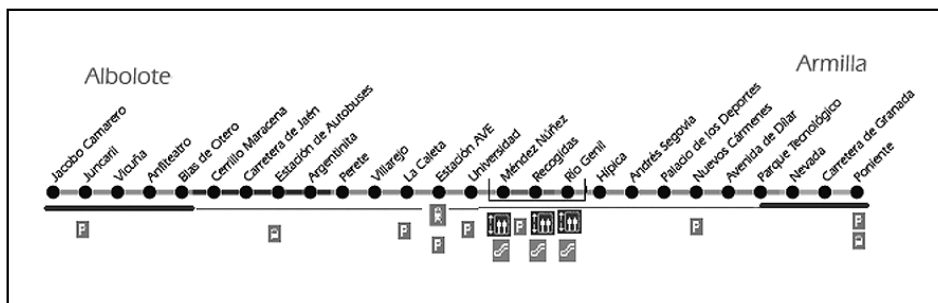 Albolote
Armilla
Jacobo Camarero
Juncaril
Vicuña
Anfiteatro
Blas de Otero
Cerrillo Maracena
Carretera de Jaén
Estación de Autobuses
Argentinita
Perete
Villarejo
La Caleta
Estación AVE
Universidad
Méndez Núñez
Recogidas
Río Genil
Hípica
Andrés Segovia
Palacio de los Deportes
Nuevos Cármenes
Avenida de Dílar
Parque Tecnológico
Nevada
Carretera de Granada
Poniente
P
P
P
P
P
P
P